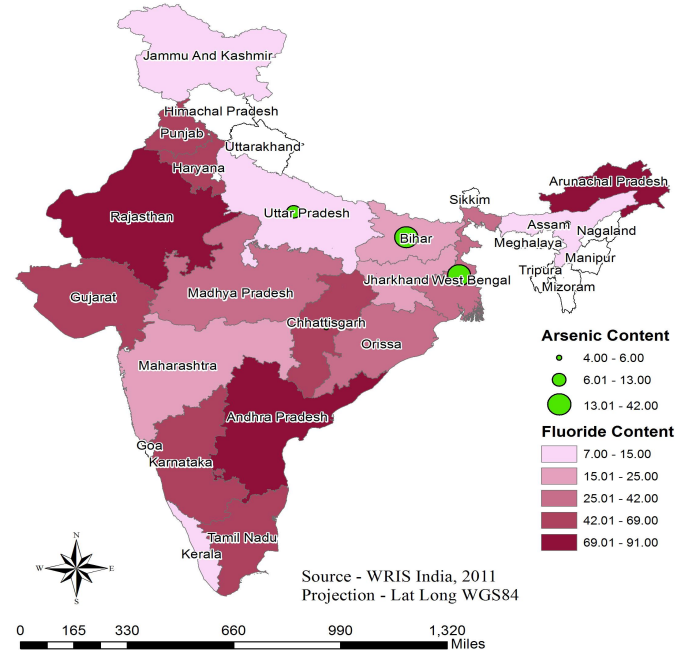 Jammu And Kashmir
Himachal Pradesh
Punjab
Uttarakhand
Haryana
Arunachal Pradesh
Sikkim
Rajasthan
Uttar Pradesh
Assam
Nagaland
Bihar
Meghalaya
Manipur
Tripura
Jharkhand
West Bengal
Mizoram
Gujarat
Madhya Pradesh
Chhattisgarh
Orissa
Maharashtra
Andhra Pradesh
Goa
Karnataka
Tamil Nadu
Kerala
Arsenic Content
4.00 - 6.00
6.01 - 13.00
13.01 - 42.00
Fluoride Content
7.00 - 15.00
15.01 - 25.00
25.01 - 42.00
42.01 - 69.00
69.01 - 91.00
N
W E
S
Source - WRIS India, 2011
Projection - Lat Long WGS84
0 165 330 660 990 1,320
Miles